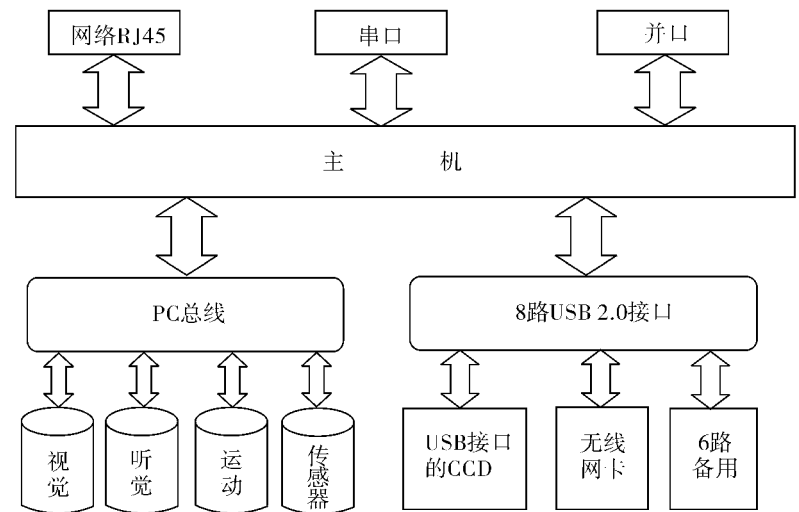 网络RJ45
串口
并口
主 机
PC总线
8路USB 2.0接口
视觉
听觉
运动
传感器
USB接口
的CCD
无线
网卡
6路
备用